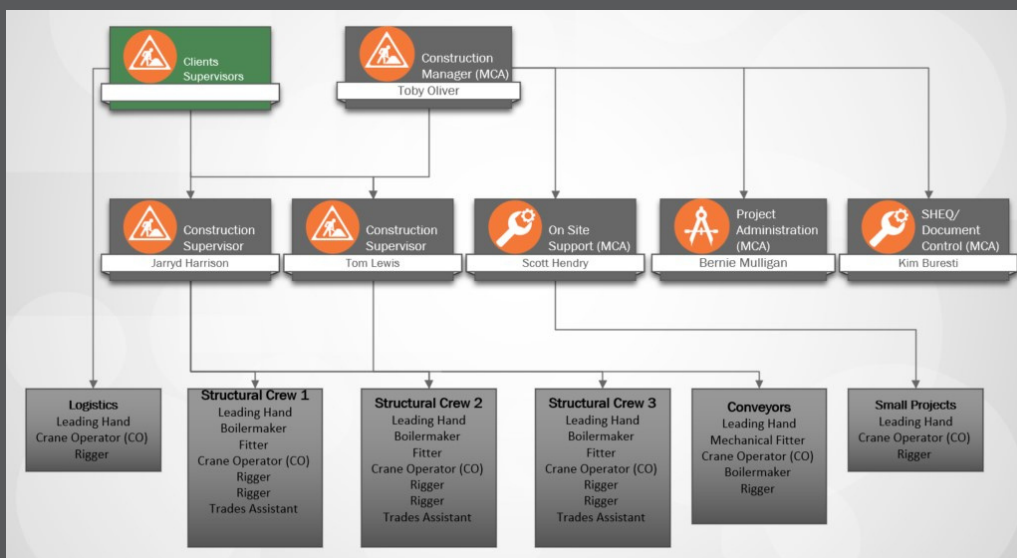 Clients
Supervisors
Construction
Manager (MCA)
Toby Oliver
Construction
Supervisor
Jarryd Harrison
Construction
Supervisor
Tom Lewis
On Site
Support (MCA)
Scott Hendry
Project
Administration
(MCA)
Bernie Mulligan
SHEQ/
Document
Control (MCA)
Kim Buresti
Logistics
Leading Hand
Crane Operator (CO)
Rigger
Structural Crew 1
Leading Hand
Boilermaker
Fitter
Crane Operator (CO)
Rigger
Rigger
Trades Assistant
Structural Crew 2
Leading Hand
Boilermaker
Fitter
Crane Operator (CO)
Rigger
Rigger
Trades Assistant
Structural Crew 3
Leading Hand
Boilermaker
Fitter
Crane Operator (CO)
Rigger
Rigger
Trades Assistant
Conveyors
Leading Hand
Mechanical Fitter
Crane Operator (CO)
Boilermaker
Rigger
Small Projects
Leading Hand
Crane Operator (CO)
Rigger